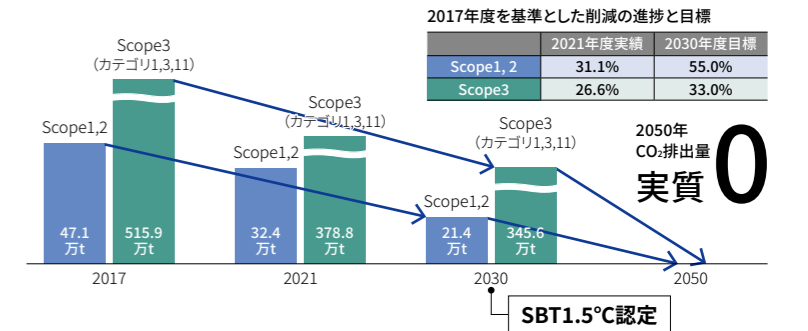 2017年度を基準とした削減の進捗と目標
2021年度実績 2030年度目標
Scope1, 2 31.1% 55.0%
Scope3 26.6% 33.0%
Scope3
（カテゴリ1,3,11）
Scope1,2
47.1
万t
515.9
万t
2017
Scope3
（カテゴリ1,3,11）
Scope1,2
32.4
万t
378.8
万t
2021
Scope3
（カテゴリ1,3,11）
Scope1,2
21.4
万t
345.6
万t
2030
SBT1.5℃認定
2050年
CO₂排出量
実質0
2050